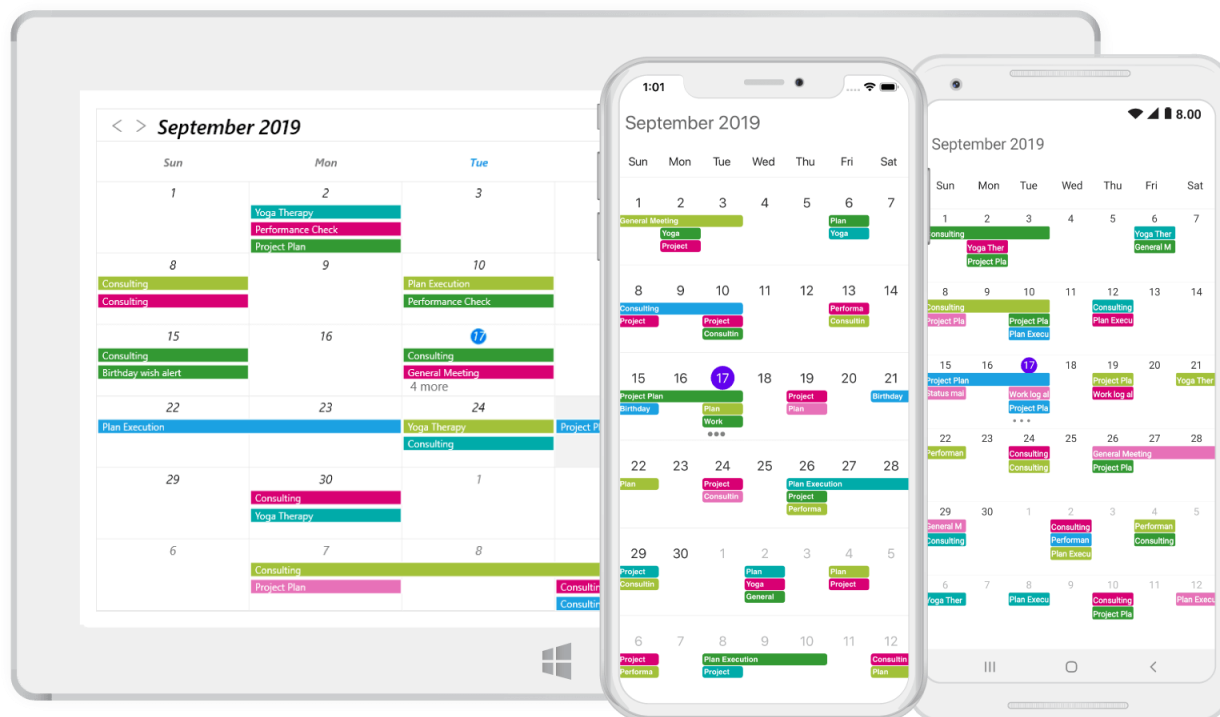 September 2019
Sun Mon Tue
1 2 3
Yoga Therapy
Performance Check
Project Plan
8 9 10
Consulting Plan Execution
Consulting Performance Check
15 16 17
Consulting Consulting
Birthday wish alert General Meeting
4 more
22 23 24
Plan Execution Yoga Therapy Project P
Consulting
29 30 1
Consulting
Yoga Therapy
6 7 8
Consulting
Project Plan Consultin
Consultin
1:01
September 2019
Sun Mon Tue Wed Thu Fri Sat
1 2 3 4 5 6 7
General Meeting Plan
Yoga Yoga
Project
8 9 10 11 12 13 14
Consulting Performa
Project Project Consultin
Consultin
15 16 17 18 19 20 21
Project Plan Project Birthday
Birthday Plan Plan
Work
22 23 24 25 26 27 28
Plan Project Plan Execution
Consultin Project
Performa
29 30 1 2 3 4 5
Project Plan Plan
Consultin Yoga Project
General
6 7 8 9 10 11 12
Project Plan Execution Consultin
Performa Project Plan
8.00
September 2019
Sun Mon Tue Wed Thu Fri Sat
1 2 3 4 5 6 7
onsulting Yoga Ther
Yoga Ther General M
Project Pla
8 9 10 11 12 13 14
Consulting Consulting
Project Pla Project Pla Plan Execu
Plan Execu
15 16 17 18 19 20 21
Project Plan Project Pla Yoga Ther
Status mai Work log al Work log al
Project Pla
22 23 24 25 26 27 28
Performan Consulting General Meeting
Consulting Project Pla
29 30 1 2 3 4 5
General M Consulting Performan
Consulting Performan Consulting
Plan Execu
6 7 8 9 10 11 12
Yoga Ther Plan Execu Consulting Plan Execu
Project Pla